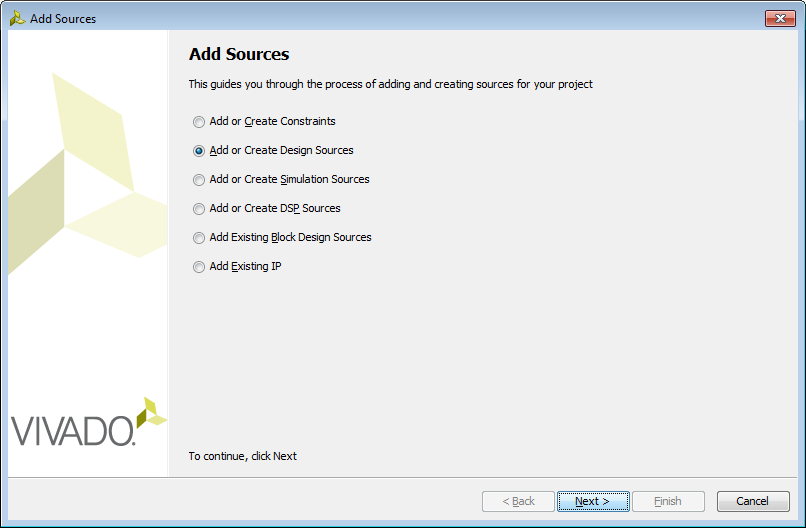 Add Sources
Add Sources
This guides you through the process of adding and creating sources for your project
Add or Create Constraints
Add or Create Design Sources
Add or Create Simulation Sources
Add or Create DSP Sources
Add Existing Block Design Sources
Add Existing IP
VIVADO.
To continue, click Next
< Back
Next >
Finish
Cancel